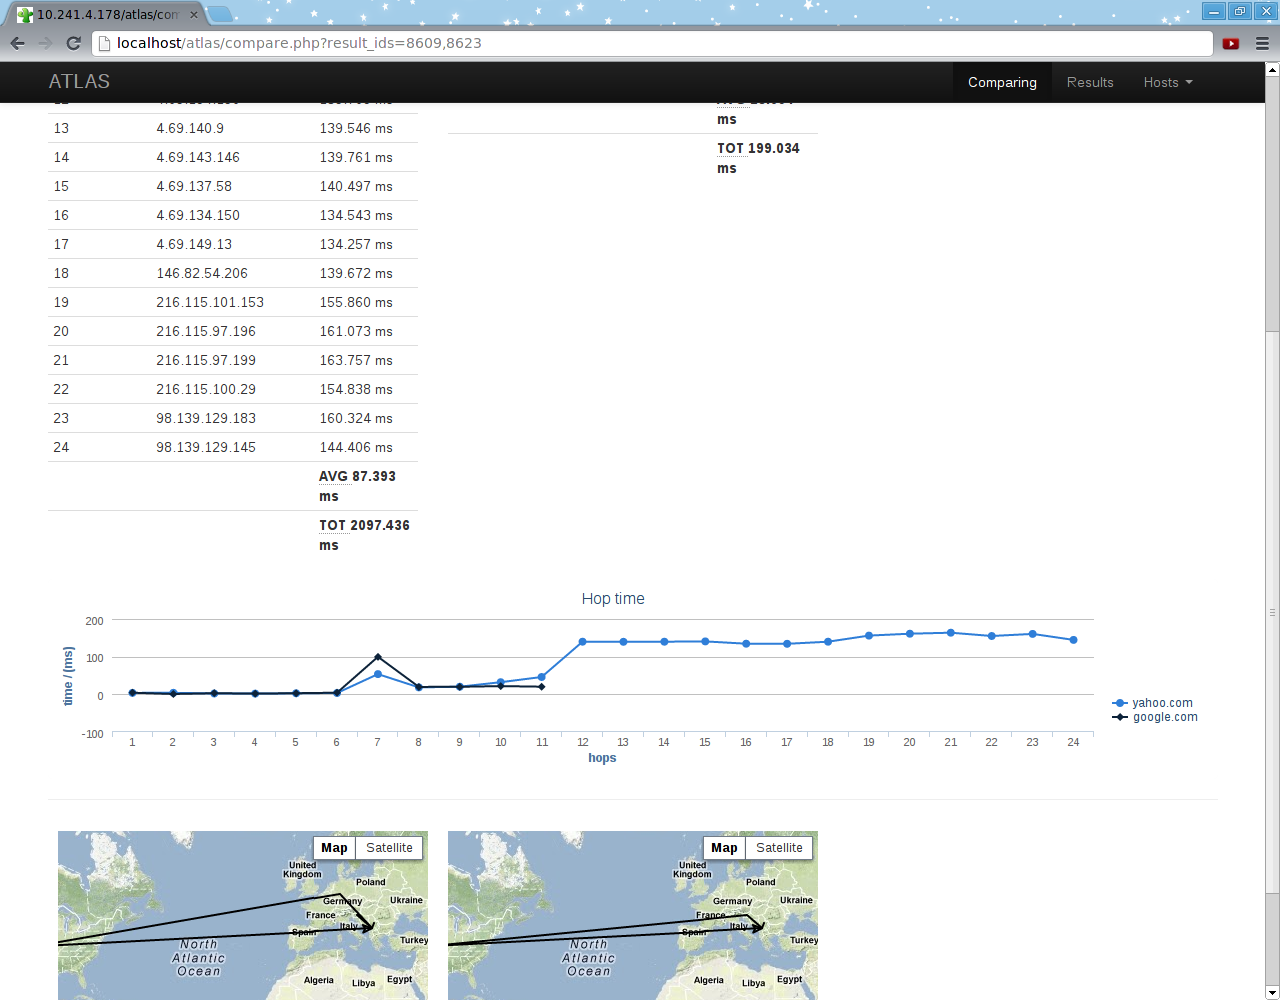 10.241.4.178/atlas/com
localhost/atlas/compare.php?result_ids=8609,8623
ATLAS Comparing Results Hosts
ms
13 4.69.140.9 139.546 ms
TOT 199.034
14 4.69.143.146 139.761 ms
ms
15 4.69.137.58 140.497 ms
16 4.69.134.150 134.543 ms
17 4.69.149.13 134.257 ms
18 146.82.54.206 139.672 ms
19 216.115.101.153 155.860 ms
20 216.115.97.196 161.073 ms
21 216.115.97.199 163.757 ms
22 216.115.100.29 154.838 ms
23 98.139.129.183 160.324 ms
24 98.139.129.145 144.406 ms
AVG 87.393
ms
TOT 2097.436
ms
Hop time
200
100
0
-100
time / (ms)
1 2 3 4 5 6 7 8 9 10 11 12 13 14 15 16 17 18 19 20 21 22 23 24
hops
yahoo.com
google.com
Map Satellite
United
Kingdom
Poland
Germany
Ukraine
France
Italy
Spain
Turkey
North
Atlantic
Ocean
Algeria
Libya
Egypt
Map Satellite
United
Kingdom
Poland
Germany
Ukraine
France
Italy
Spain
Turkey
North
Atlantic
Ocean
Algeria
Libya
Egypt